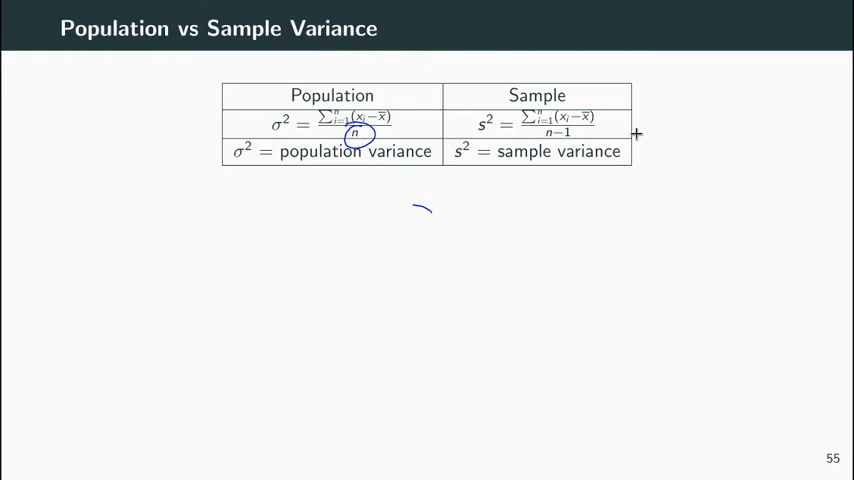 Population vs Sample Variance
Population Sample
σ² = ∑ⁿᵢ₌₁(xᵢ−x̄)/n s² = ∑ⁿᵢ₌₁(xᵢ−x̄)/n−1
σ² = population variance s² = sample variance
55